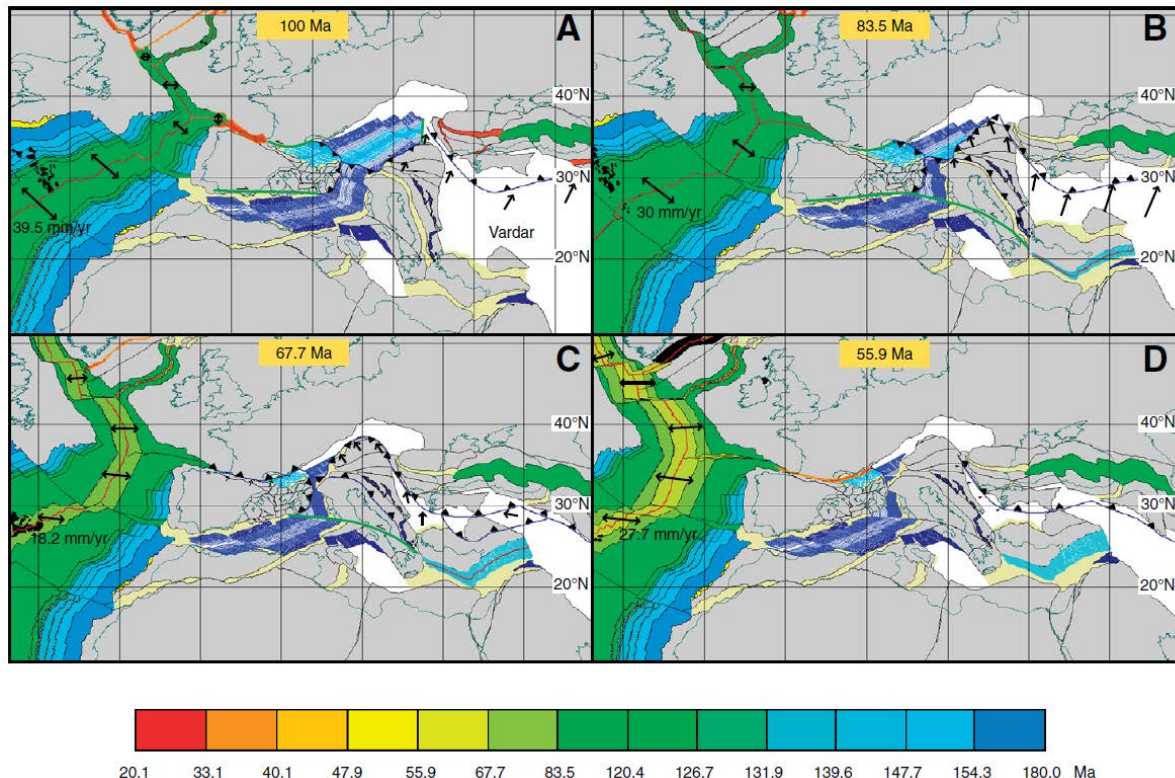 100 Ma
A
40°N
30°N
39.5 mm/yr
Vardar
20°N
83.5 Ma
B
40°N
30°N
30 mm/yr
20°N
67.7 Ma
C
40°N
30°N
18.2 mm/yr
20°N
55.9 Ma
D
40°N
30°N
27.7 mm/yr
20°N
20.1 33.1 40.1 47.9 55.9 67.7 83.5 120.4 126.7 131.9 139.6 147.7 154.3 180.0 Ma